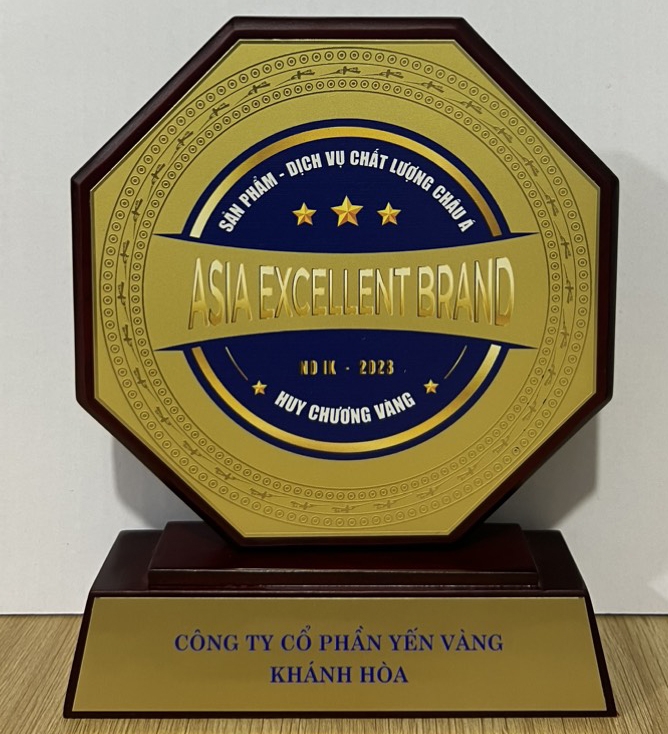 SẢN PHẨM - DỊCH VỤ CHẤT LƯỢNG CHÂU Á
ASIA EXCELLENT BRAND
- 2023
HUY CHƯƠNG VÀNG
CÔNG TY CỔ PHẦN YẾN VÀNG
KHÁNH HÒA